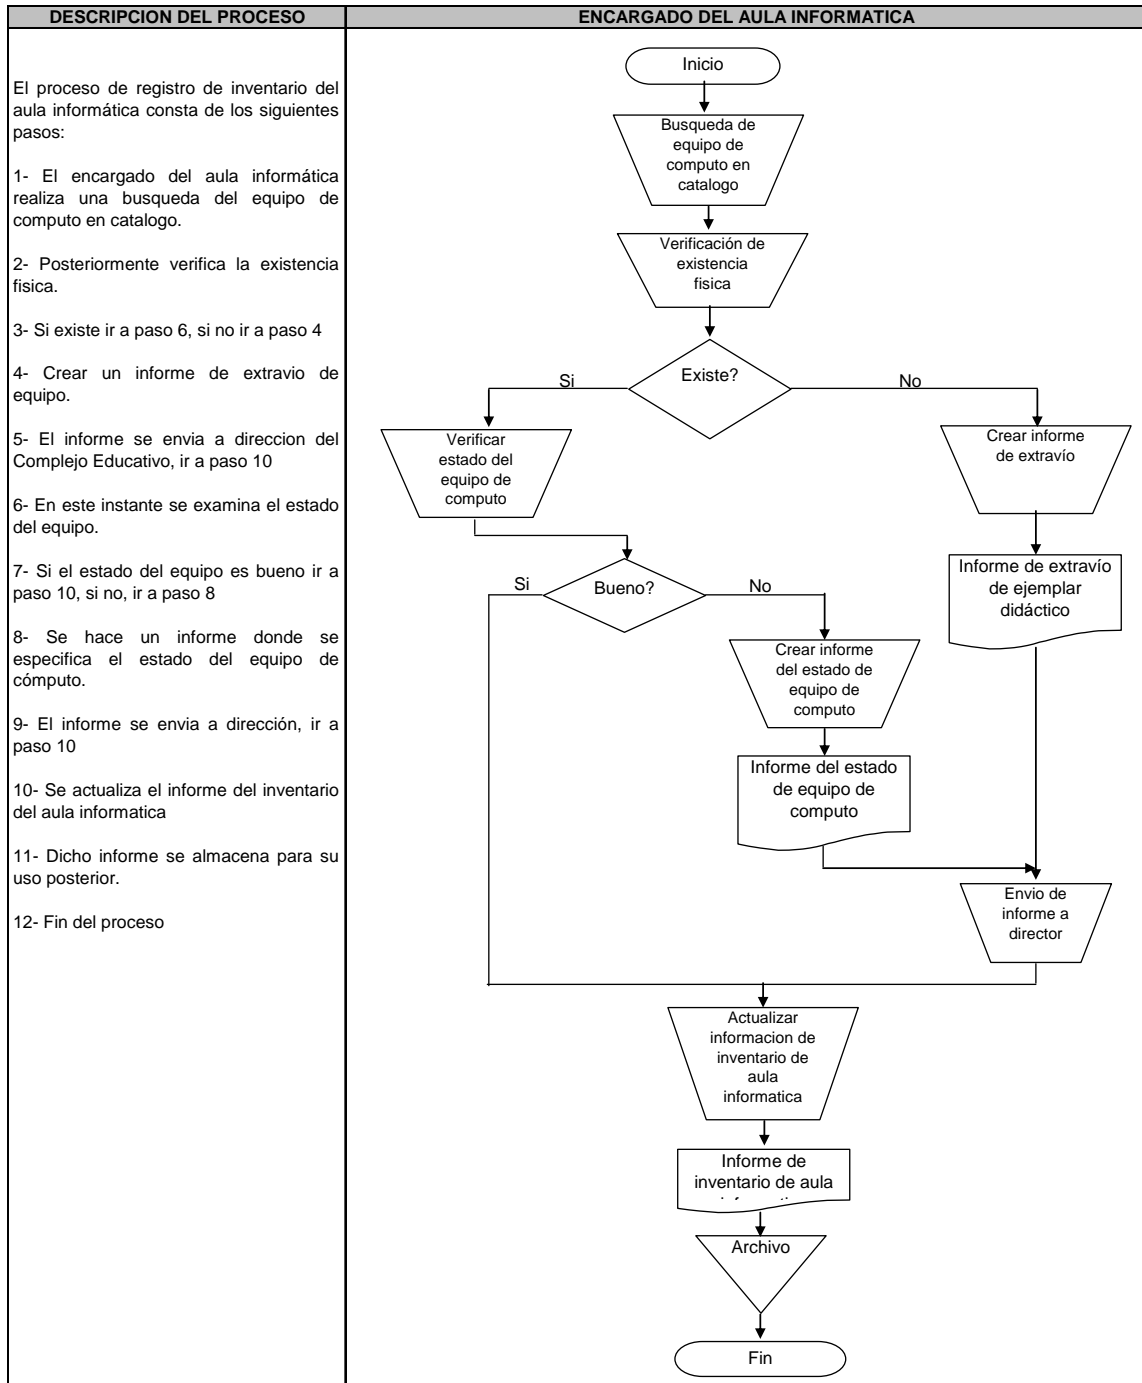 DESCRIPCION DEL PROCESO
ENCARGADO DEL AULA INFORMATICA
El proceso de registro de inventario del
aula informática consta de los siguientes
pasos:
1- El encargado del aula informática
realiza una busqueda del equipo de
computo en catalogo.
2- Posteriormente verifica la existencia
fisica.
3- Si existe ir a paso 6, si no ir a paso 4
4- Crear un informe de extravio de
equipo.
5- El informe se envia a direccion del
Complejo Educativo, ir a paso 10
6- En este instante se examina el estado
del equipo.
7- Si el estado del equipo es bueno ir a
paso 10, si no, ir a paso 8
8- Se hace un informe donde se
especifica el estado del equipo de
cómputo.
9- El informe se envia a dirección, ir a
paso 10
10- Se actualiza el informe del inventario
del aula informatica
11- Dicho informe se almacena para su
uso posterior.
12- Fin del proceso
Inicio
Busqueda de
equipo de
computo en
catalogo
Verificación de
existencia
fisica
Si
Existe?
No
Verificar
estado del
equipo de
computo
Crear informe
de extravío
Informe de extravío
de ejemplar
didáctico
Si
Bueno?
No
Crear informe
del estado de
equipo de
computo
Informe del estado
de equipo de
computo
Envio de
informe a
director
Actualizar
informacion de
inventario de
aula
informatica
Informe de
inventario de aula
Archivo
Fin